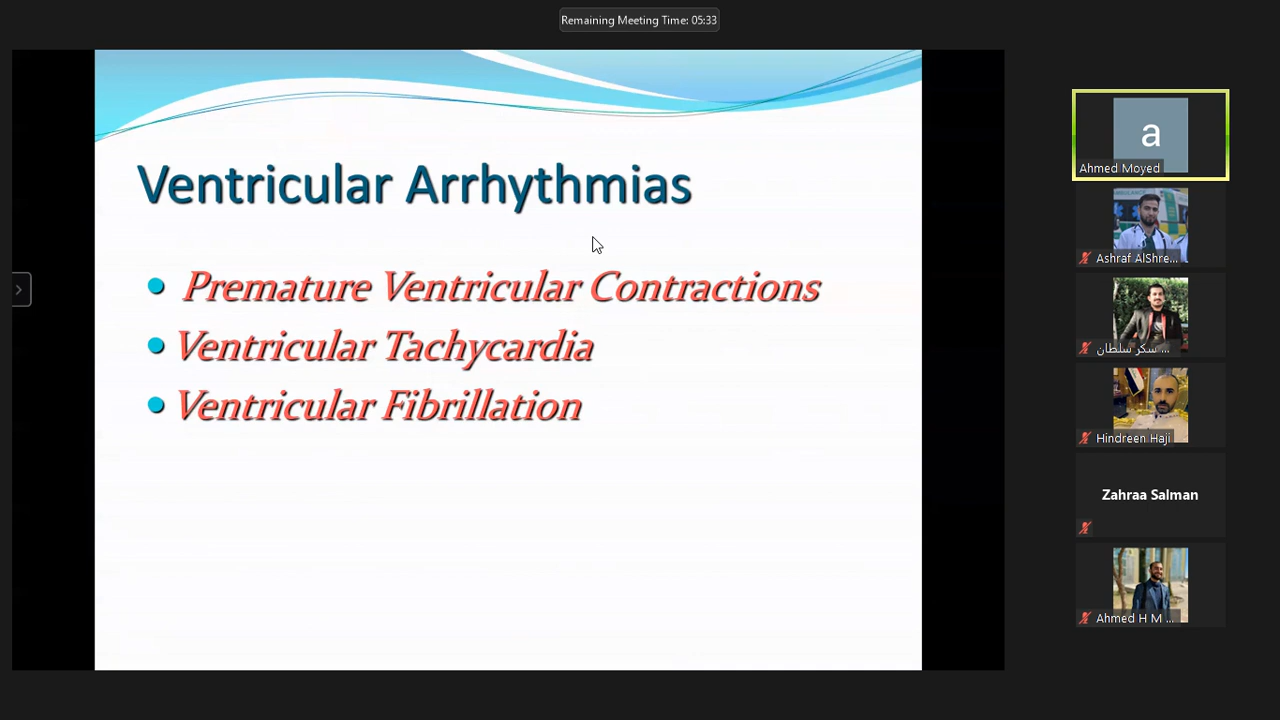 Remaining Meeting Time: 05:33
Ventricular Arrhythmias
• Premature Ventricular Contractions
• Ventricular Tachycardia
• Ventricular Fibrillation
a
Ahmed Moyed
Ashraf AlShre...
سكر سلطان ...
Hindreen Haji
Zahraa Salman
Ahmed H M ...